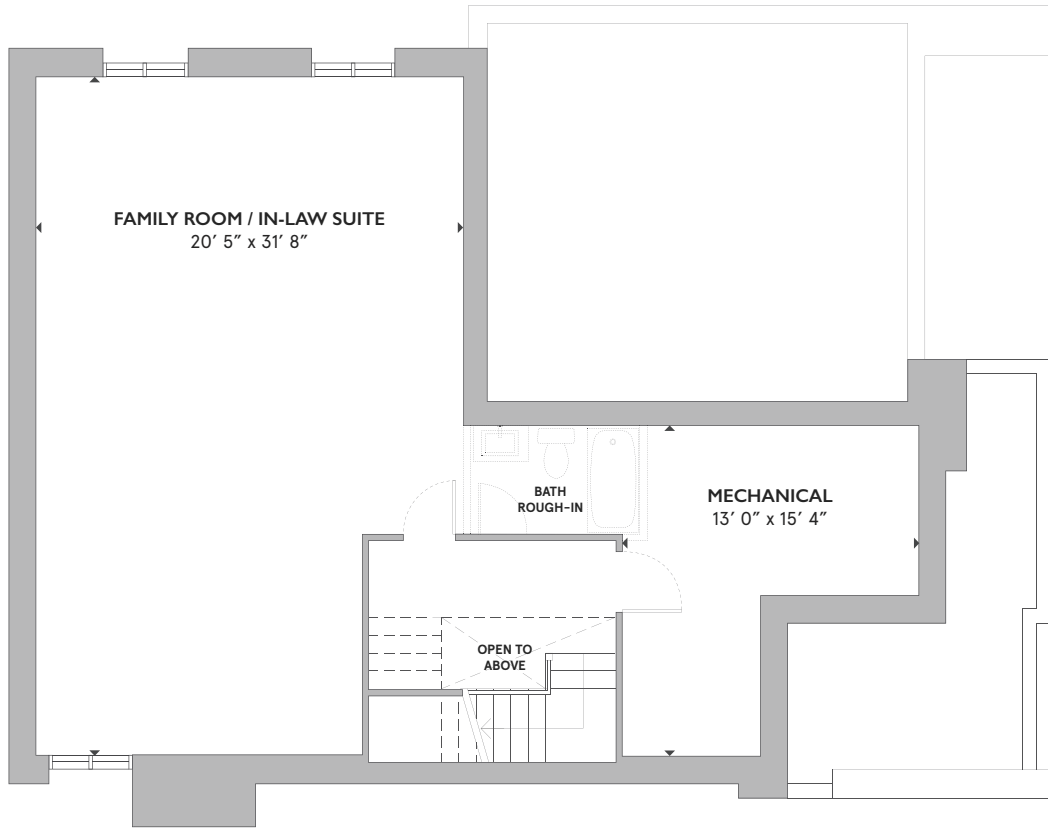 FAMILY ROOM / IN-LAW SUITE
20′ 5″ x 31′ 8″
BATH
ROUGH-IN
MECHANICAL
13′ 0″ x 15′ 4″
OPEN TO
ABOVE